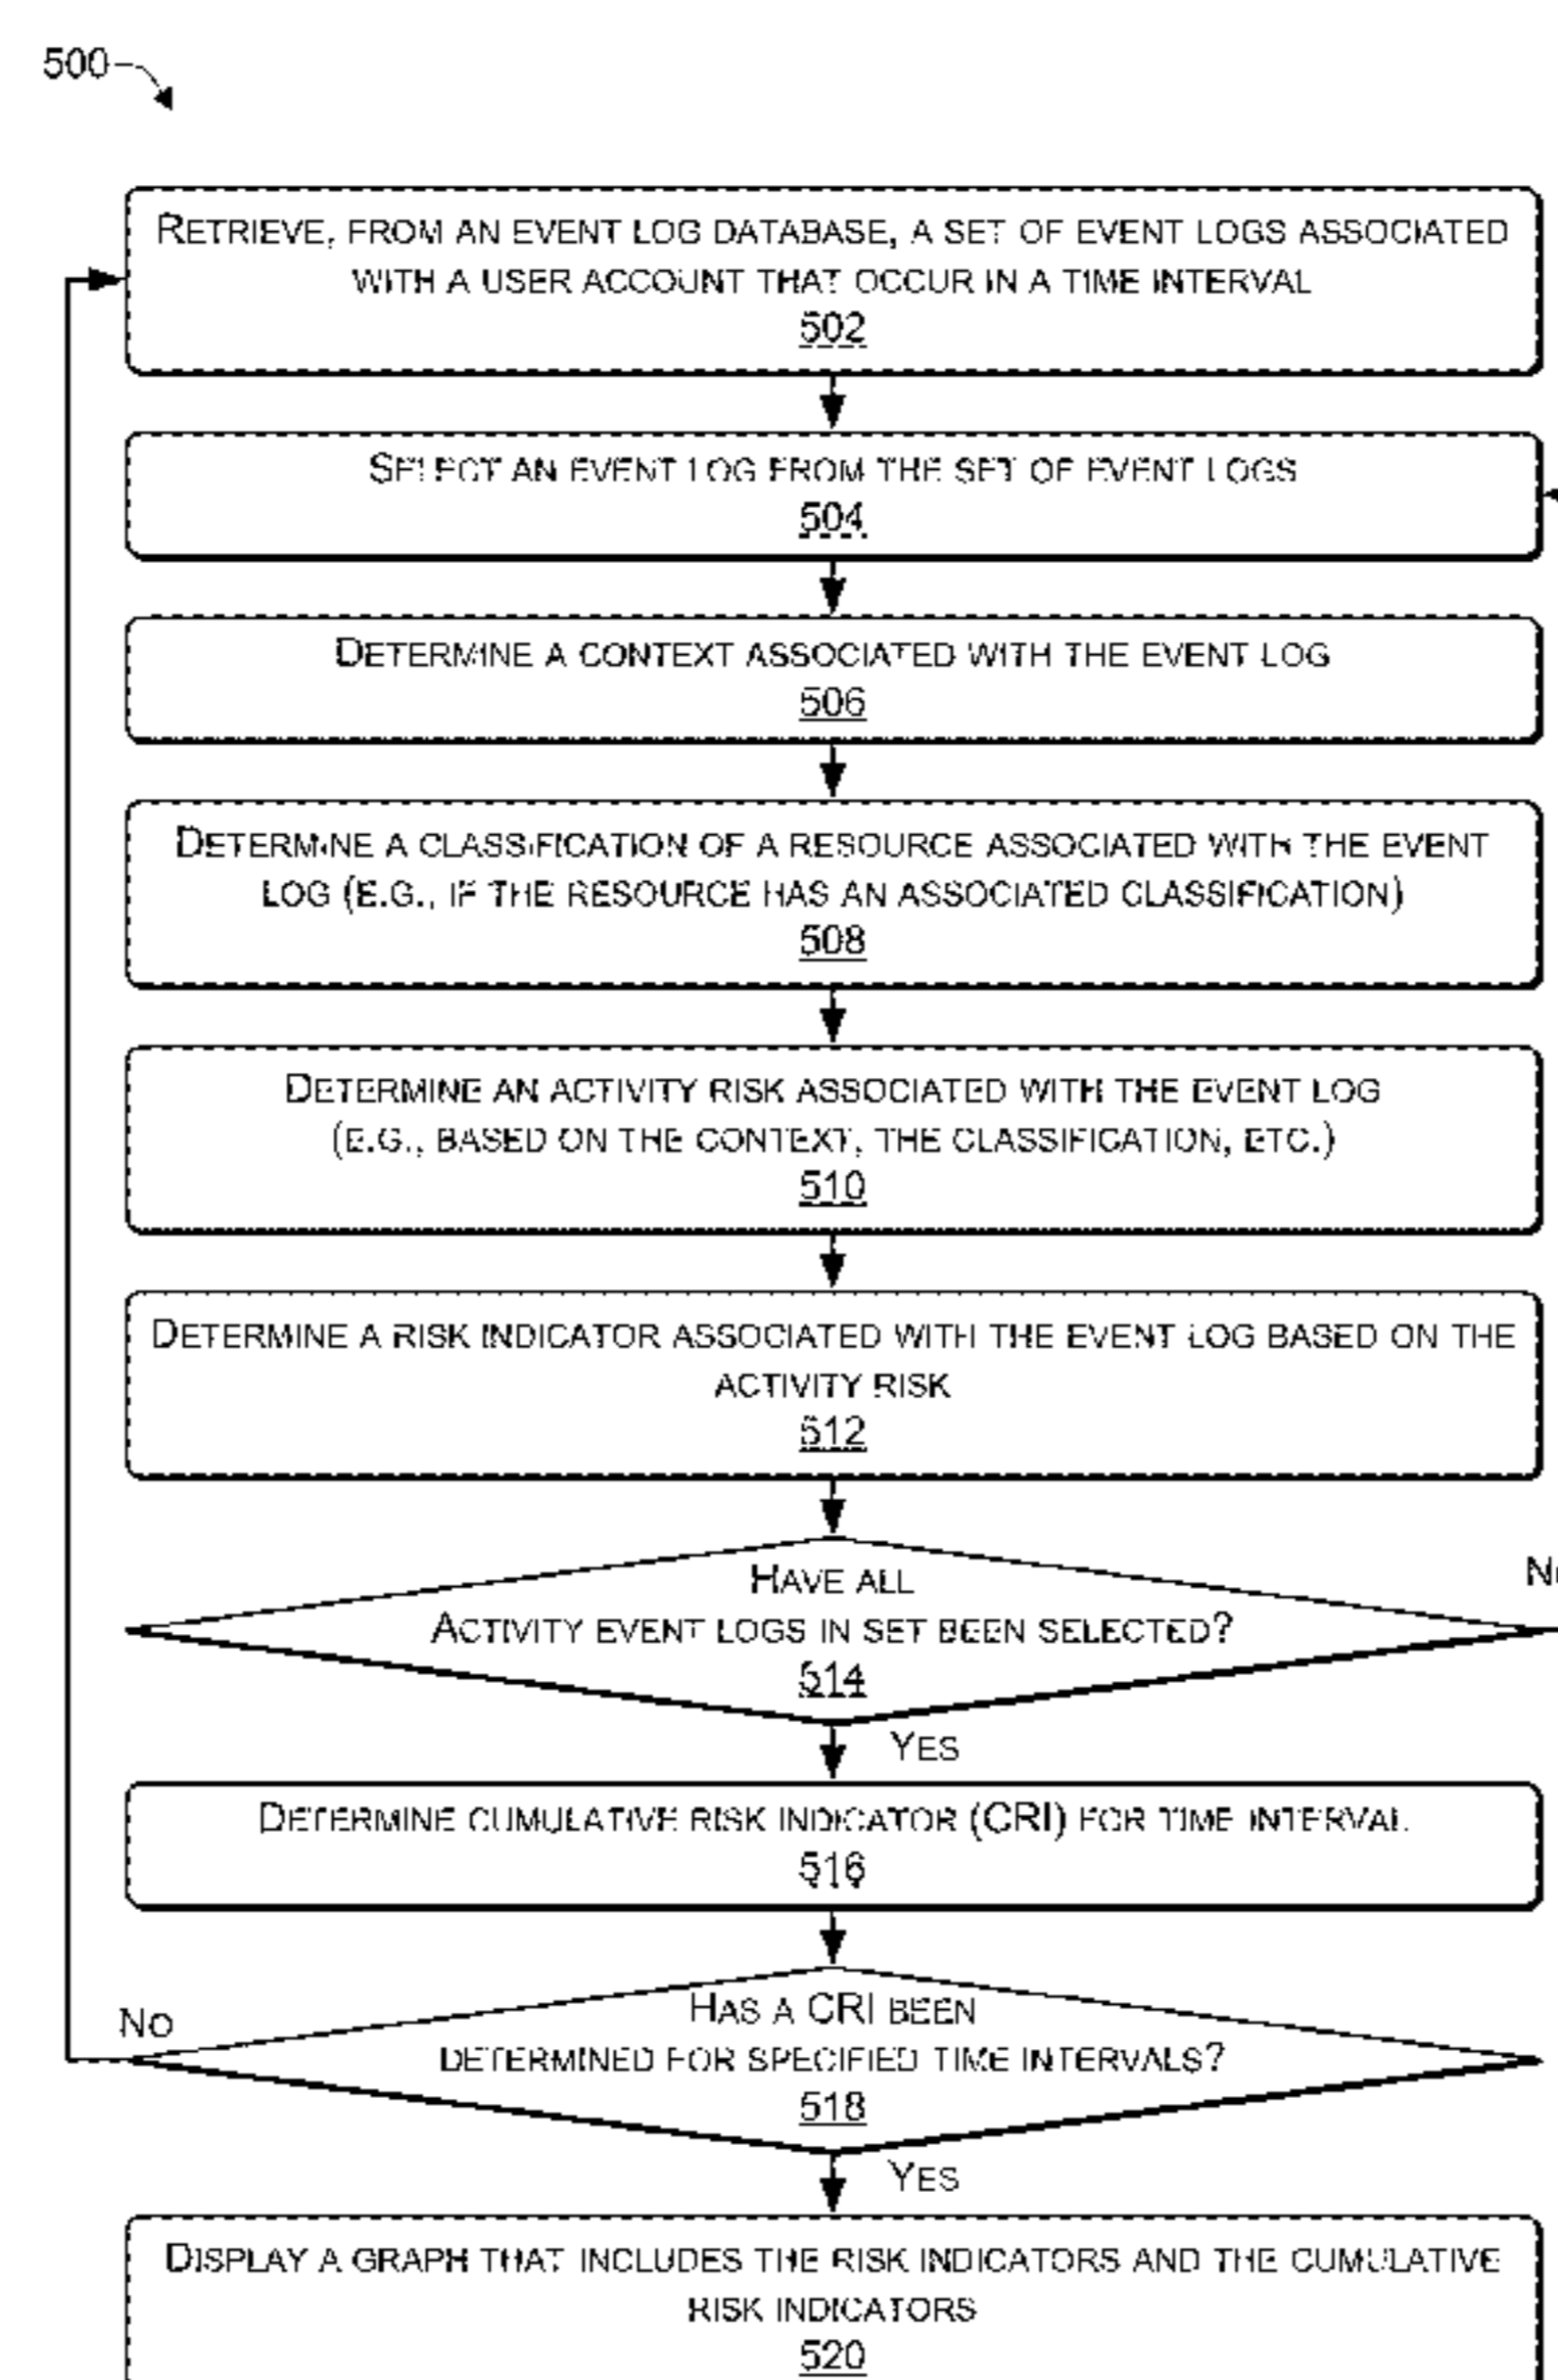 500
RETRIEVE, FROM AN EVENT LOG DATABASE, A SET OF EVENT LOGS ASSOCIATED
WITH A USER ACCOUNT THAT OCCUR IN A TIME INTERVAL
502
SELECT AN EVENT LOG FROM THE SET OF EVENT LOGS
504
DETERMINE A CONTEXT ASSOCIATED WITH THE EVENT LOG
506
DETERMINE A CLASSIFICATION OF A RESOURCE ASSOCIATED WITH THE EVENT
LOG (E.G., IF THE RESOURCE HAS AN ASSOCIATED CLASSIFICATION)
508
DETERMINE AN ACTIVITY RISK ASSOCIATED WITH THE EVENT LOG
(E.G., BASED ON THE CONTEXT, THE CLASSIFICATION, ETC.)
510
DETERMINE A RISK INDICATOR ASSOCIATED WITH THE EVENT LOG BASED ON THE
ACTIVITY RISK
512
HAVE ALL
ACTIVITY EVENT LOGS IN SET BEEN SELECTED?
514
YES
DETERMINE CUMULATIVE RISK INDICATOR (CRI) FOR TIME INTERVAL
516
NO
HAS A CRI BEEN
DETERMINED FOR SPECIFIED TIME INTERVALS?
518
YES
DISPLAY A GRAPH THAT INCLUDES THE RISK INDICATORS AND THE CUMULATIVE
RISK INDICATORS
520